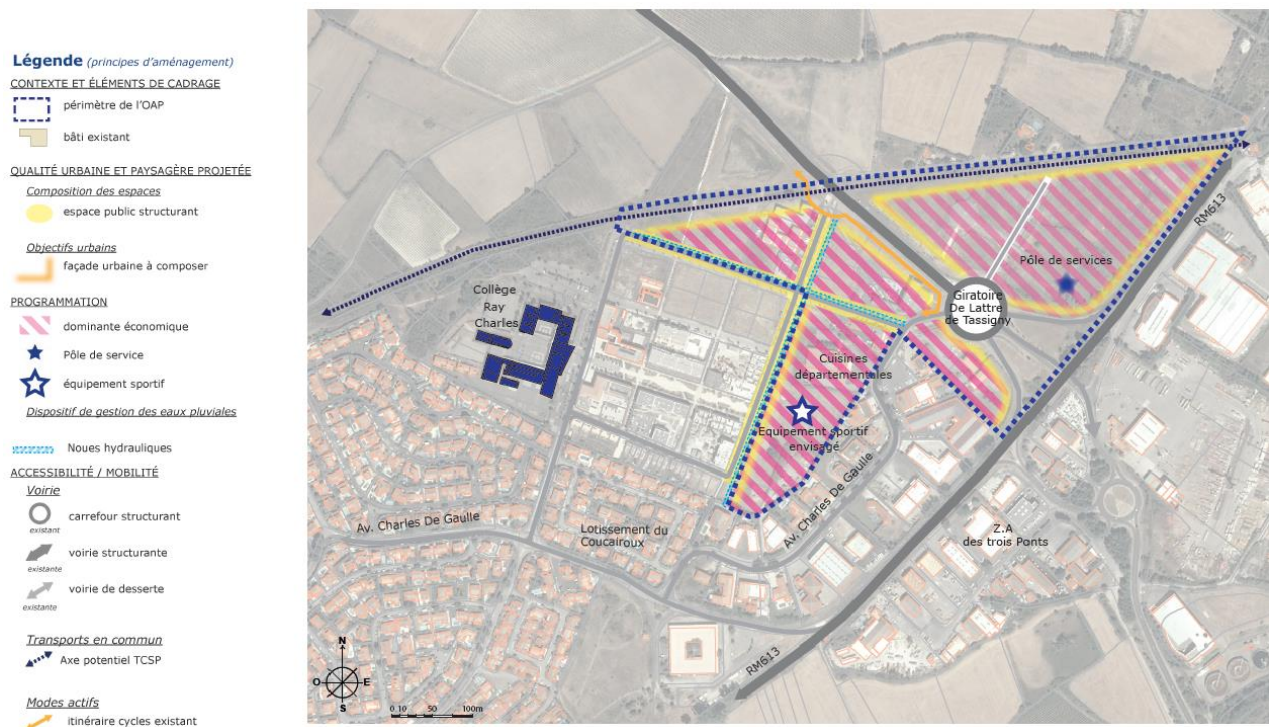 Légende (principes d'aménagement)
CONTEXTE ET ÉLÉMENTS DE CADRAGE
périmètre de l'OAP
bâti existant
QUALITÉ URBAINE ET PAYSAGÈRE PROJETÉE
Composition des espaces
espace public structurant
Objectifs urbains
façade urbaine à composer
PROGRAMMATION
dominante économique
Pôle de service
équipement sportif
Dispositif de gestion des eaux pluviales
Noues hydrauliques
ACCESSIBILITÉ / MOBILITÉ
Voirie
carrefour structurant
existant
voirie structurante
existante
voirie de desserte
existante
Transports en commun
Axe potentiel TCSP
Modes actifs
itinéraire cycles existant
RM613
Pôle de services
Giratoire
De Lattre
de Tassigny
Collège
Ray
Charles
Cuisines
départementales
Equipement sportif
envisagé
Av. Charles De Gaulle
Av. Charles De Gaulle
Lotissement du
Coucairoux
Z.A
des trois Ponts
RM613
N
O
E
S
0 10 50 100m